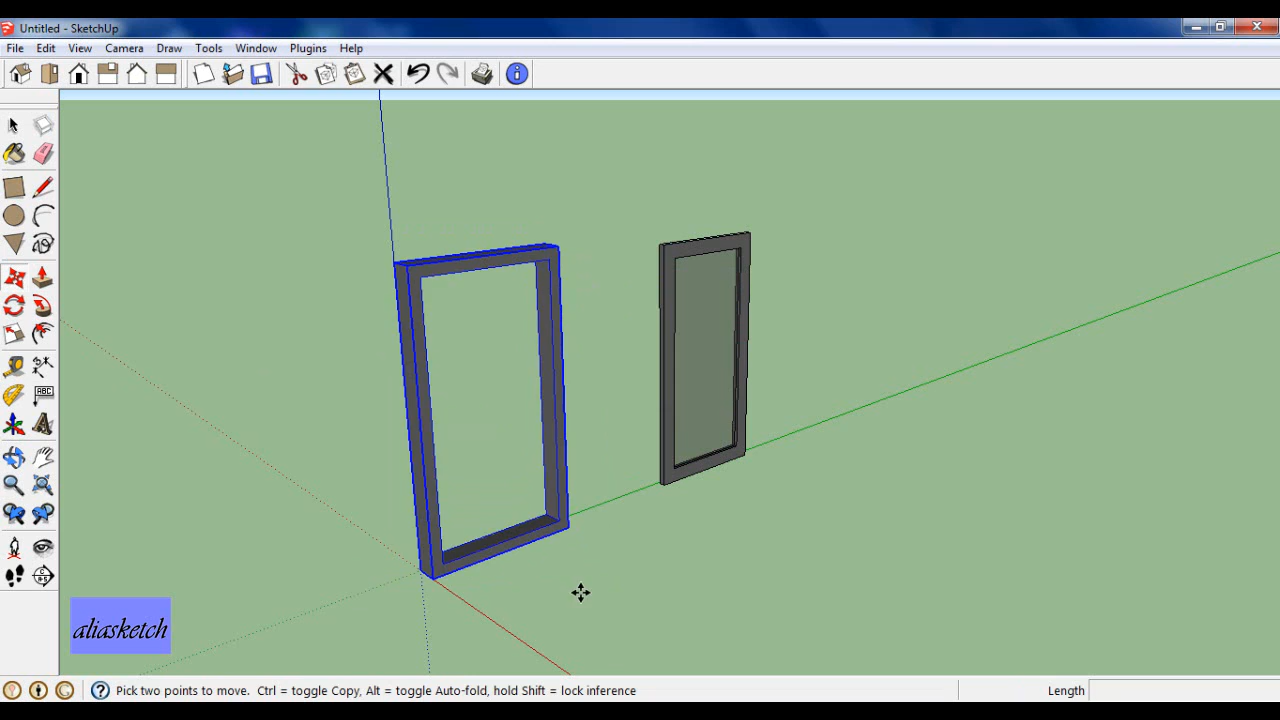 Untitled - SketchUp
File Edit View Camera Draw Tools Window Plugins Help
ABC
aliasketch
Pick two points to move. Ctrl = toggle Copy, Alt = toggle Auto-fold, hold Shift = lock inference
Length